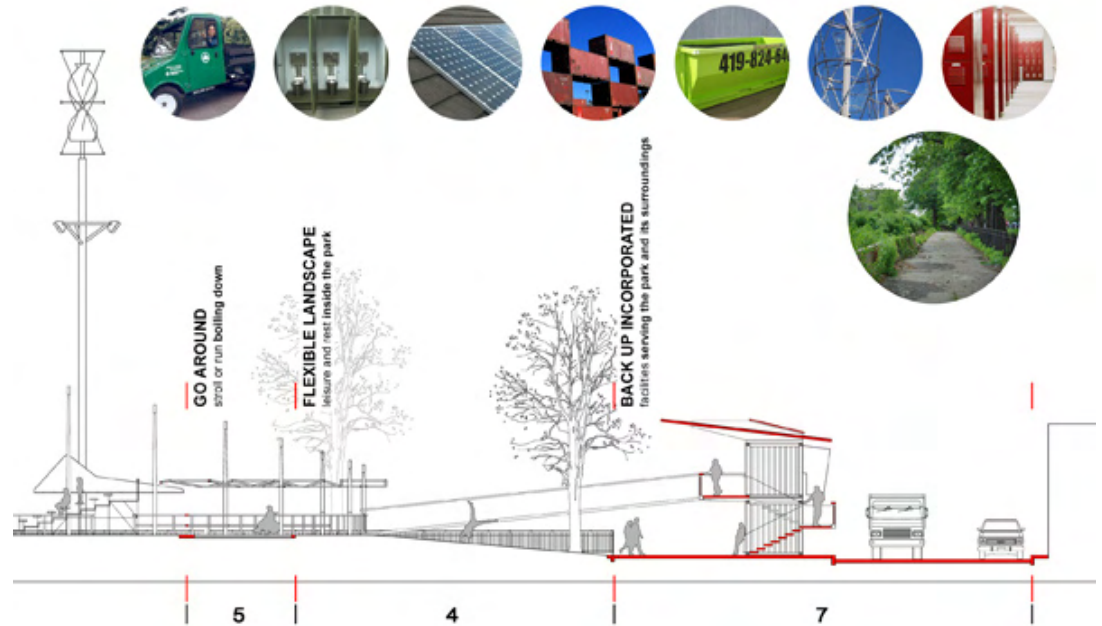 419-824-64
GO AROUND
stroll or run boiling down
FLEXIBLE LANDSCAPE
leisure and rest inside the park
BACK UP INCORPORATED
facilities serving the park and its surroundings
5
4
7